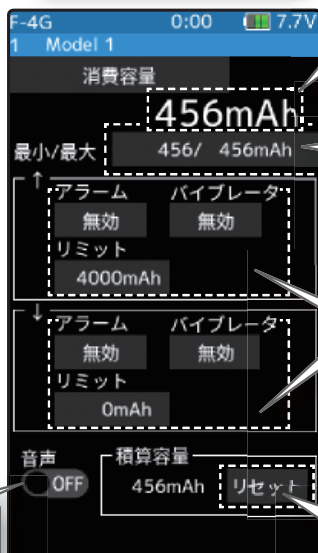 F-4G 0:00 7.7V
1 Model 1
消費容量
456mAh
最小/最大 456/ 456mAh
↑
アラーム バイブレータ
無効 無効
リミット
4000mAh
↓
アラーム バイブレータ
無効 無効
リミット
0mAh
音声 積算容量
OFF 456mAh リセット